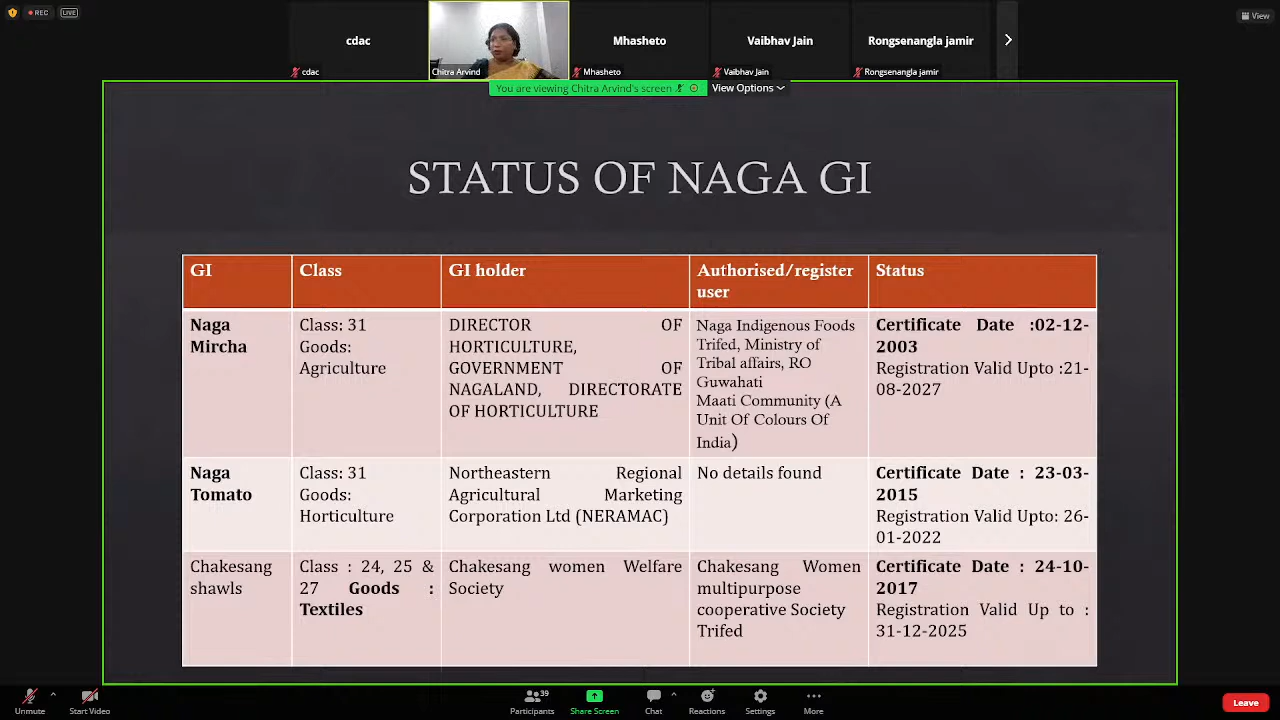 REC
LIVE
View
cdac
Mhasheto
Vaibhav Jain
Rongsenangla jamir
cdac
Chitra Arvind
Mhasheto
Vaibhav Jain
Rongsenangla jamir
You are viewing Chitra Arvind's screen
View Options
STATUS OF NAGA GI
GI
Class
GI holder
Authorised/register
user
Status
Naga
Mircha
Class: 31
Goods:
Agriculture
DIRECTOR OF
HORTICULTURE,
GOVERNMENT OF
NAGALAND, DIRECTORATE
OF HORTICULTURE
Naga Indigenous Foods
Trifed, Ministry of
Tribal affairs, RO
Guwahati
Maati Community (A
Unit Of Colours Of
India)
Certificate Date :02-12-
2003
Registration Valid Upto :21-
08-2027
Naga
Tomato
Class: 31
Goods:
Horticulture
Northeastern Regional
Agricultural Marketing
Corporation Ltd (NERAMAC)
No details found
Certificate Date : 23-03-
2015
Registration Valid Upto: 26-
01-2022
Chakesang
shawls
Class : 24, 25 &
27 Goods :
Textiles
Chakesang women Welfare
Society
Chakesang Women
multipurpose
cooperative Society
Trifed
Certificate Date : 24-10-
2017
Registration Valid Up to :
31-12-2025
Unmute
Start Video
39
Participants
Share Screen
Chat
Reactions
Settings
More
Leave